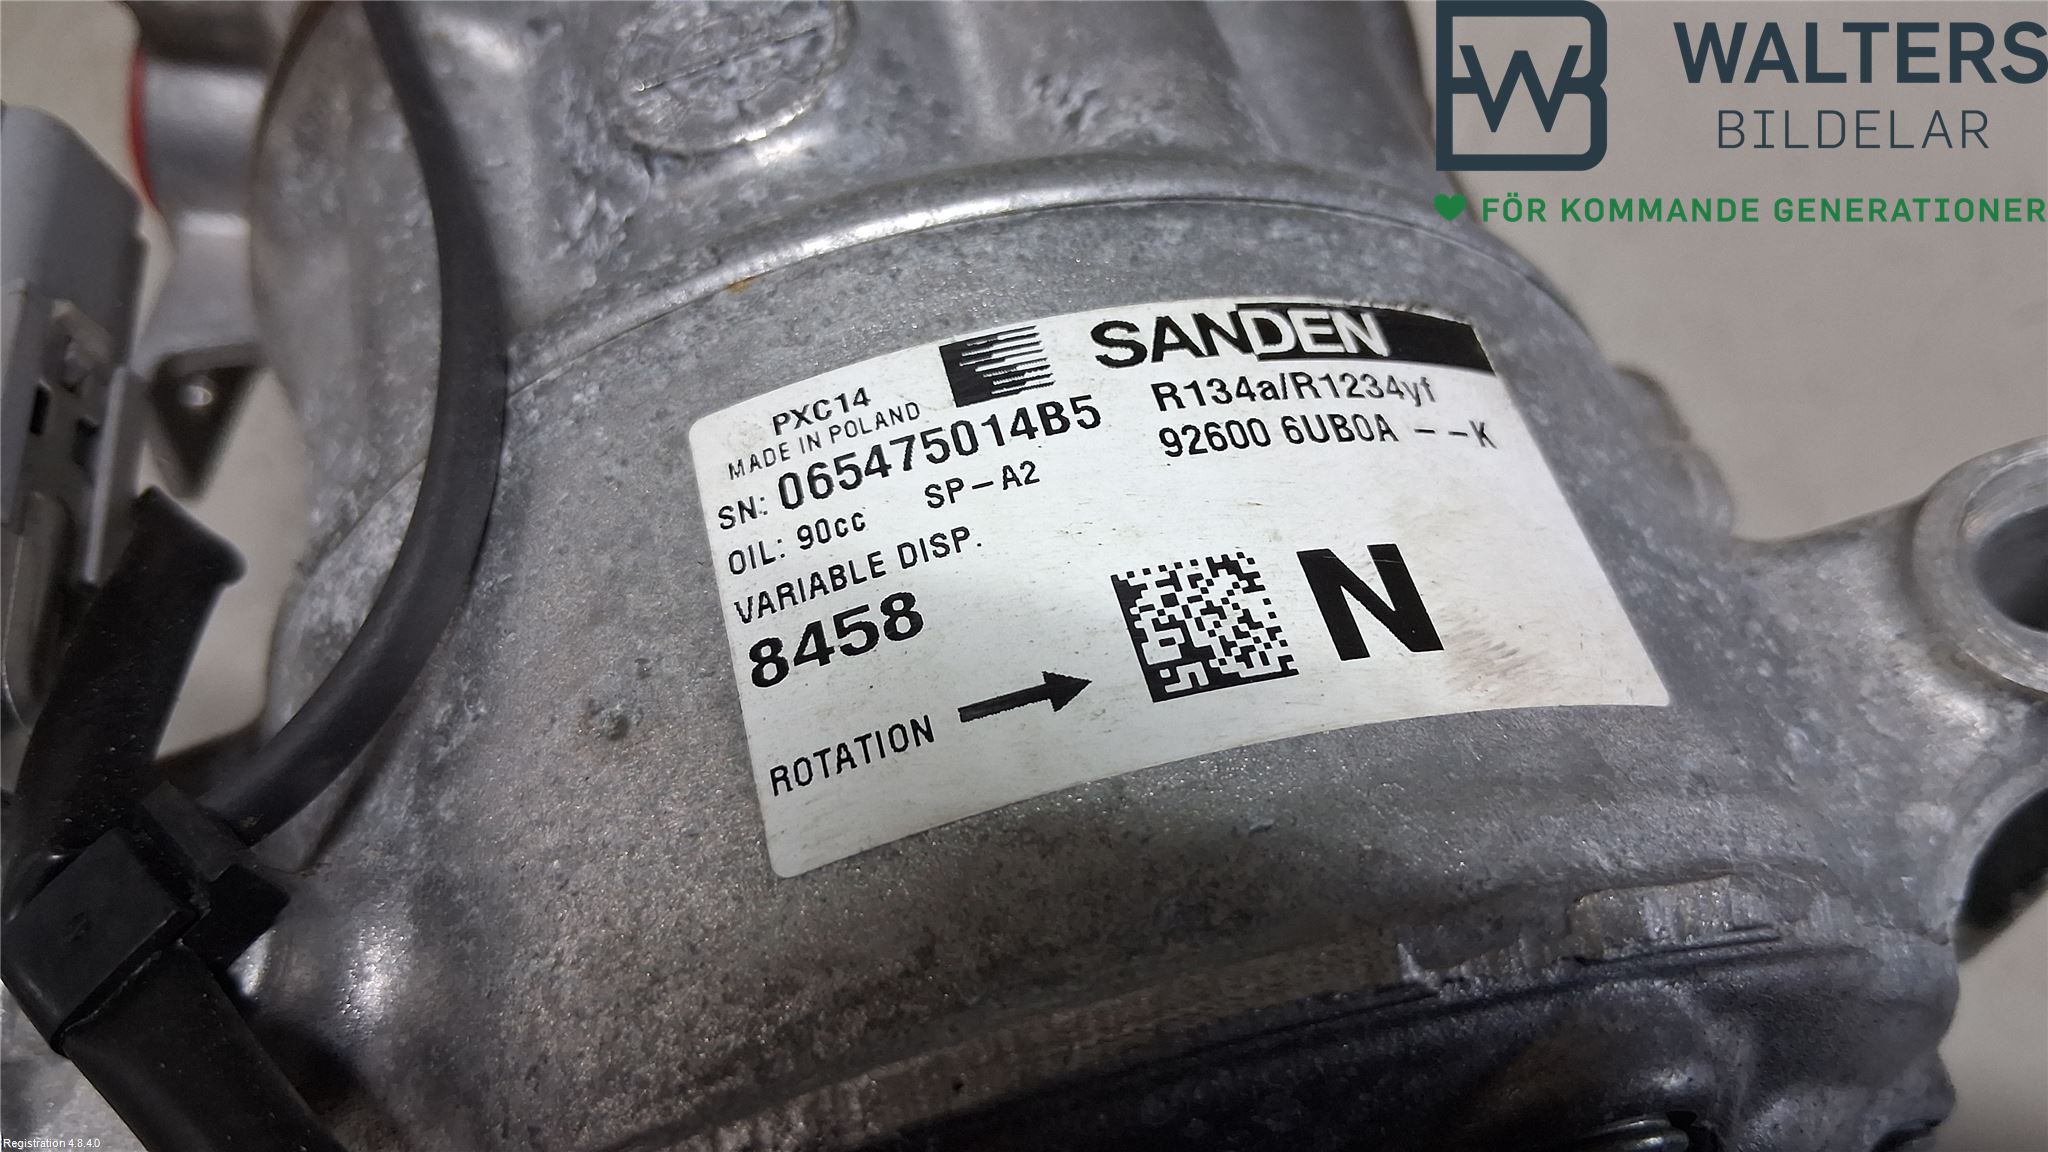 WALTERS
BILDELAR
FÖR KOMMANDE GENERATIONER
SANDEN
PXC14
MADE IN POLAND
R134a/R1234yf
SN: 065475014B5
92600 6UB0A --K
OIL: 90cc SP-A2
VARIABLE DISP.
8458
N
ROTATION
Registration 4.8.4.0